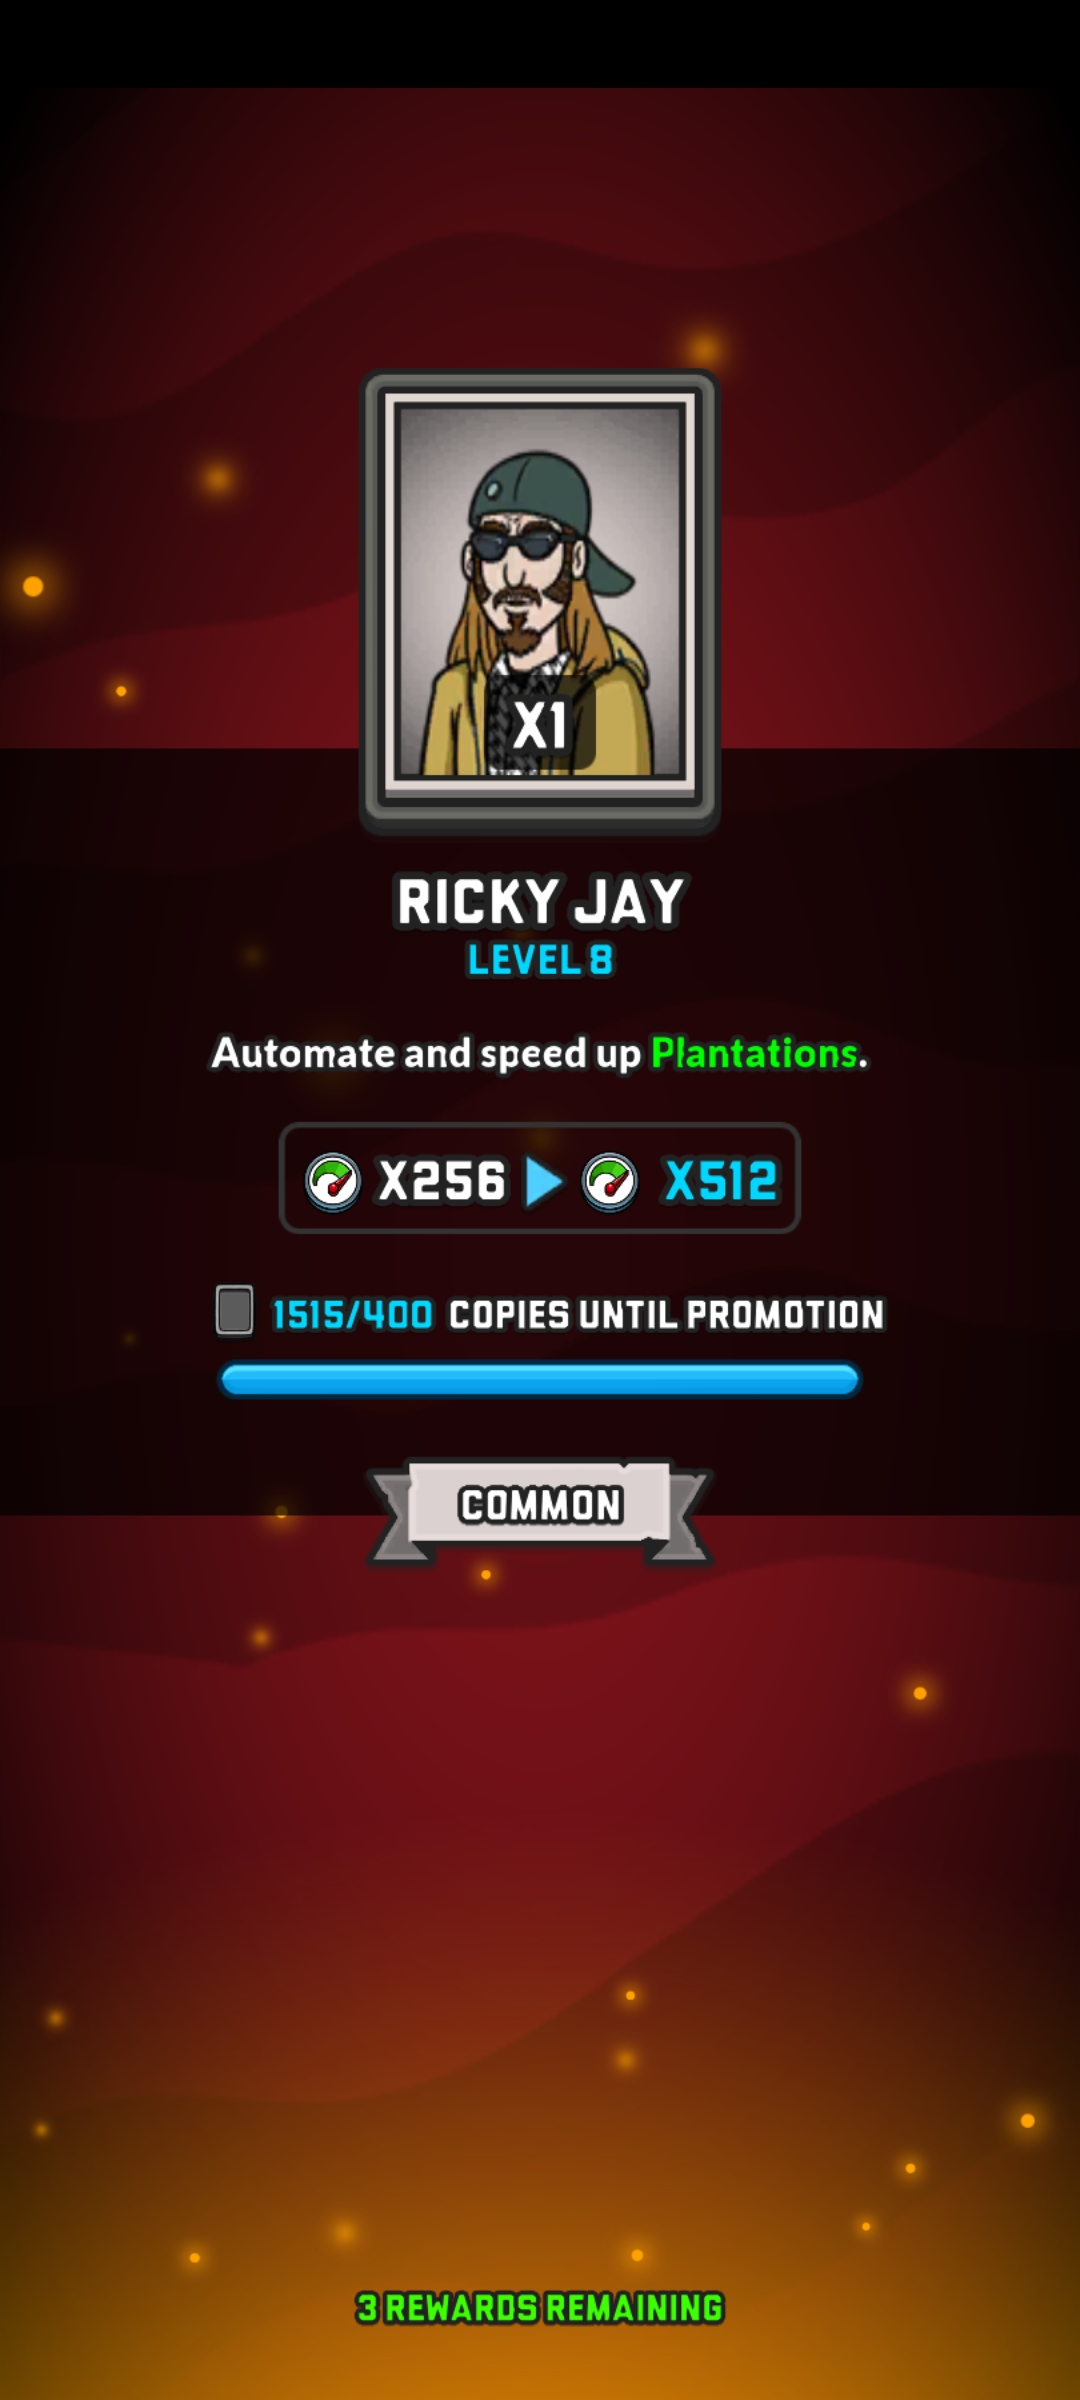 X1
RICKY JAY
LEVEL 8
Automate and speed up Plantations.
X256 X512
1515/400 COPIES UNTIL PROMOTION
COMMON
3 REWARDS REMAINING